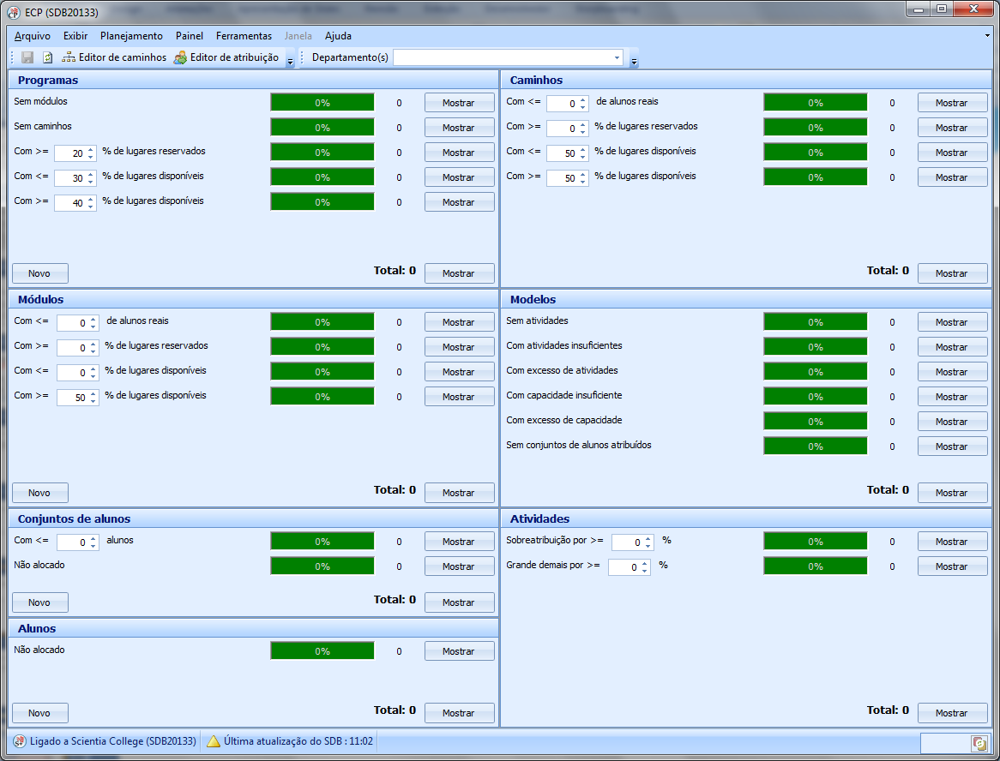 ECP (SDB20133)
Arquivo Exibir Planejamento Painel Ferramentas Janela Ajuda
Editor de caminhos Editor de atribuição Departamento(s)
Programas
Sem módulos 0% 0 Mostrar
Sem caminhos 0% 0 Mostrar
Com >= 20 % de lugares reservados 0% 0 Mostrar
Com <= 30 % de lugares disponíveis 0% 0 Mostrar
Com >= 40 % de lugares disponíveis 0% 0 Mostrar
Novo Total: 0 Mostrar
Caminhos
Com <= 0 de alunos reais 0% 0 Mostrar
Com >= 0 % de lugares reservados 0% 0 Mostrar
Com <= 50 % de lugares disponíveis 0% 0 Mostrar
Com >= 50 % de lugares disponíveis 0% 0 Mostrar
Total: 0 Mostrar
Módulos
Com <= 0 de alunos reais 0% 0 Mostrar
Com >= 0 % de lugares reservados 0% 0 Mostrar
Com <= 0 % de lugares disponíveis 0% 0 Mostrar
Com >= 50 % de lugares disponíveis 0% 0 Mostrar
Novo Total: 0 Mostrar
Modelos
Sem atividades 0% 0 Mostrar
Com atividades insuficientes 0% 0 Mostrar
Com excesso de atividades 0% 0 Mostrar
Com capacidade insuficiente 0% 0 Mostrar
Com excesso de capacidade 0% 0 Mostrar
Sem conjuntos de alunos atribuídos 0% 0 Mostrar
Total: 0 Mostrar
Conjuntos de alunos
Com <= 0 alunos 0% 0 Mostrar
Não alocado 0% 0 Mostrar
Novo Total: 0 Mostrar
Alunos
Não alocado 0% 0 Mostrar
Novo Total: 0 Mostrar
Atividades
Sobreatribuição por >= 0 % 0% 0 Mostrar
Grande demais por >= 0 % 0% 0 Mostrar
Total: 0 Mostrar
Ligado a Scientia College (SDB20133) Última atualização do SDB : 11:02